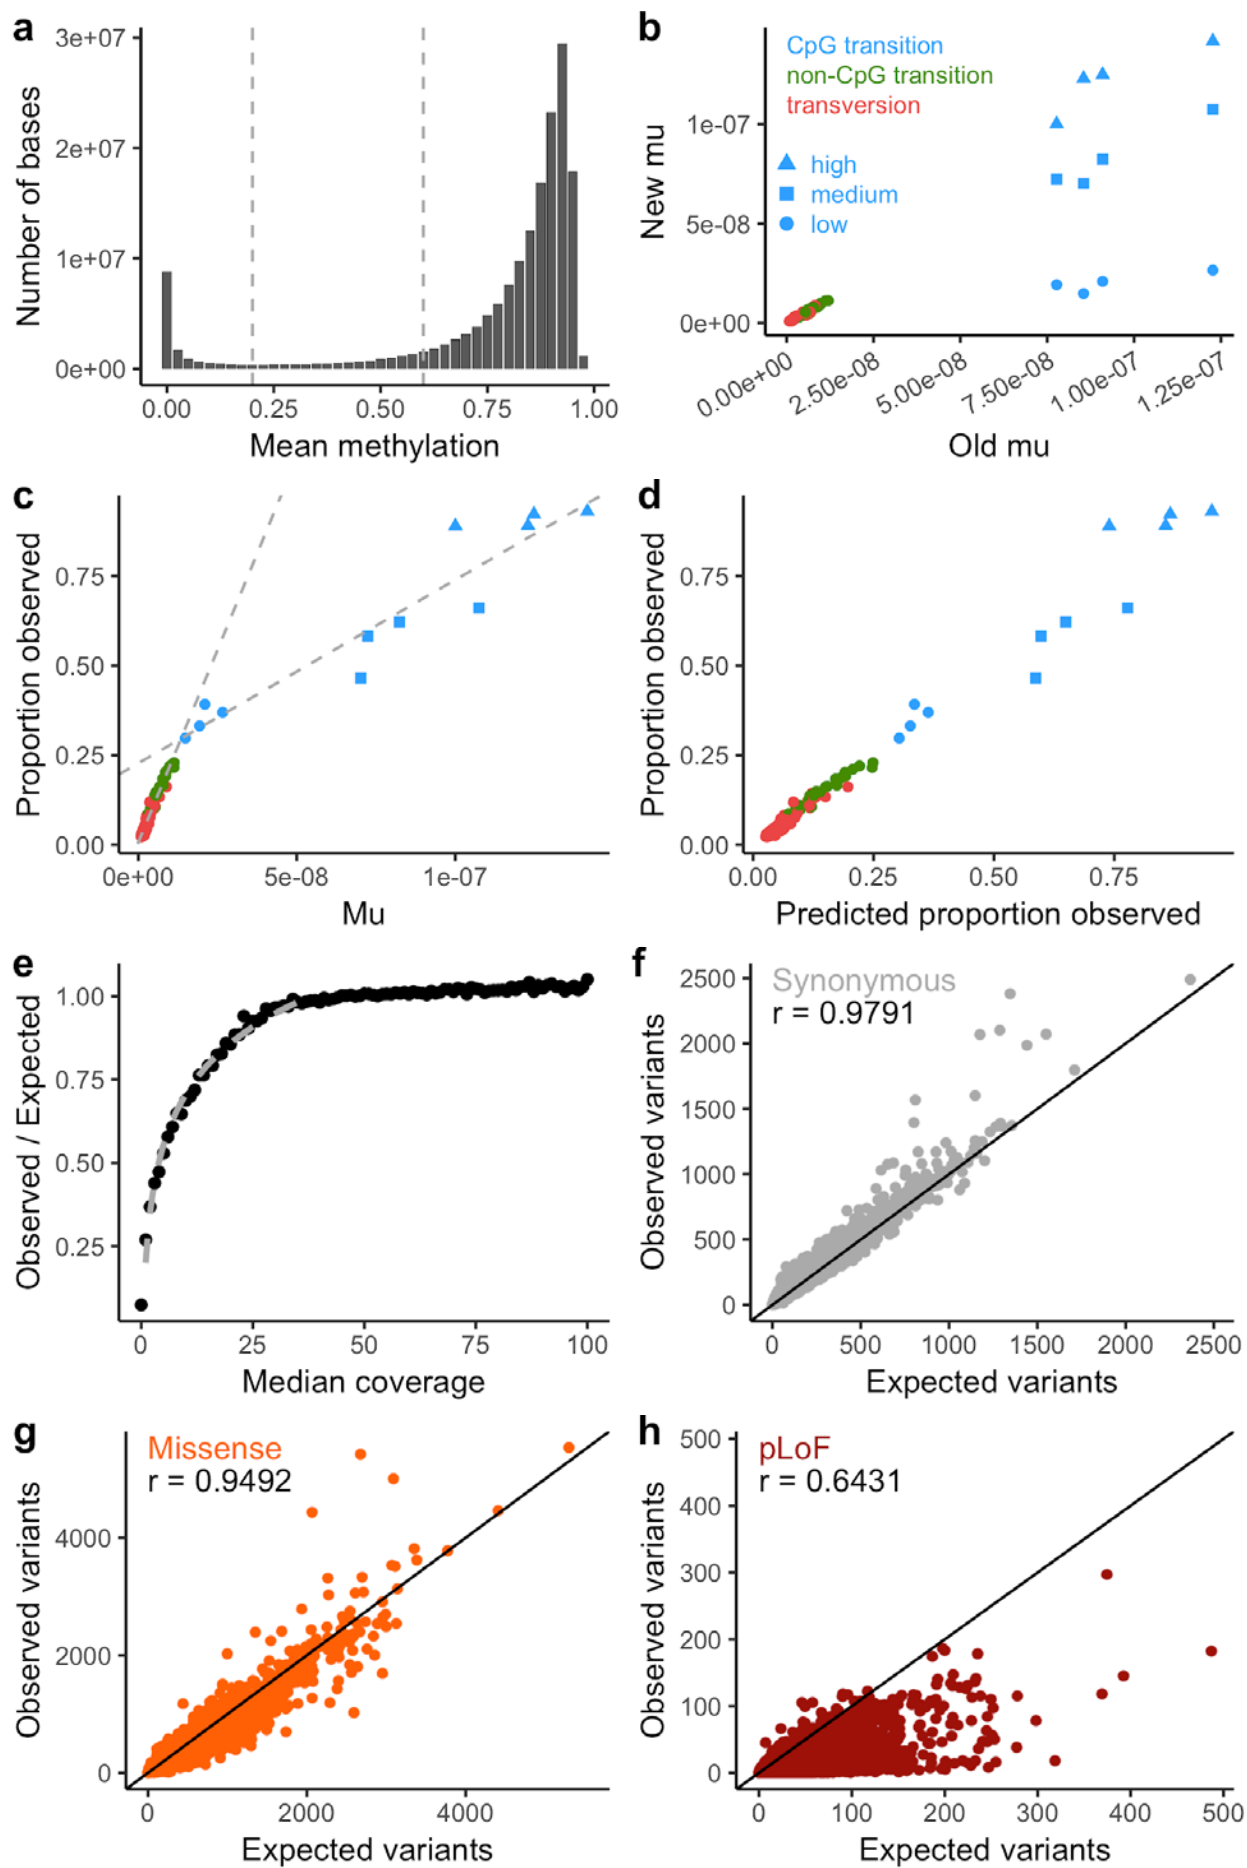 a
3e+07
2e+07
1e+07
0e+00
Number of bases
0.00
0.25
0.50
0.75
1.00
Mean methylation
b
CpG transition
non-CpG transition
transversion
high
medium
low
1e-07
5e-08
0e+00
New mu
0.00e+00
2.50e-08
5.00e-08
7.50e-08
1.00e-07
1.25e-07
Old mu
c
0.75
0.50
0.25
0.00
Proportion observed
0e+00
5e-08
1e-07
Mu
d
0.75
0.50
0.25
0.00
Proportion observed
0.00
0.25
0.50
0.75
Predicted proportion observed
e
1.00
0.75
0.50
0.25
Observed / Expected
0
25
50
75
100
Median coverage
f
Synonymous
r = 0.9791
2500
2000
1500
1000
500
0
Observed variants
0
500
1000
1500
2000
2500
Expected variants
g
Missense
r = 0.9492
4000
2000
0
Observed variants
0
2000
4000
Expected variants
h
pLoF
r = 0.6431
500
400
300
200
100
0
Observed variants
0
100
200
300
400
500
Expected variants